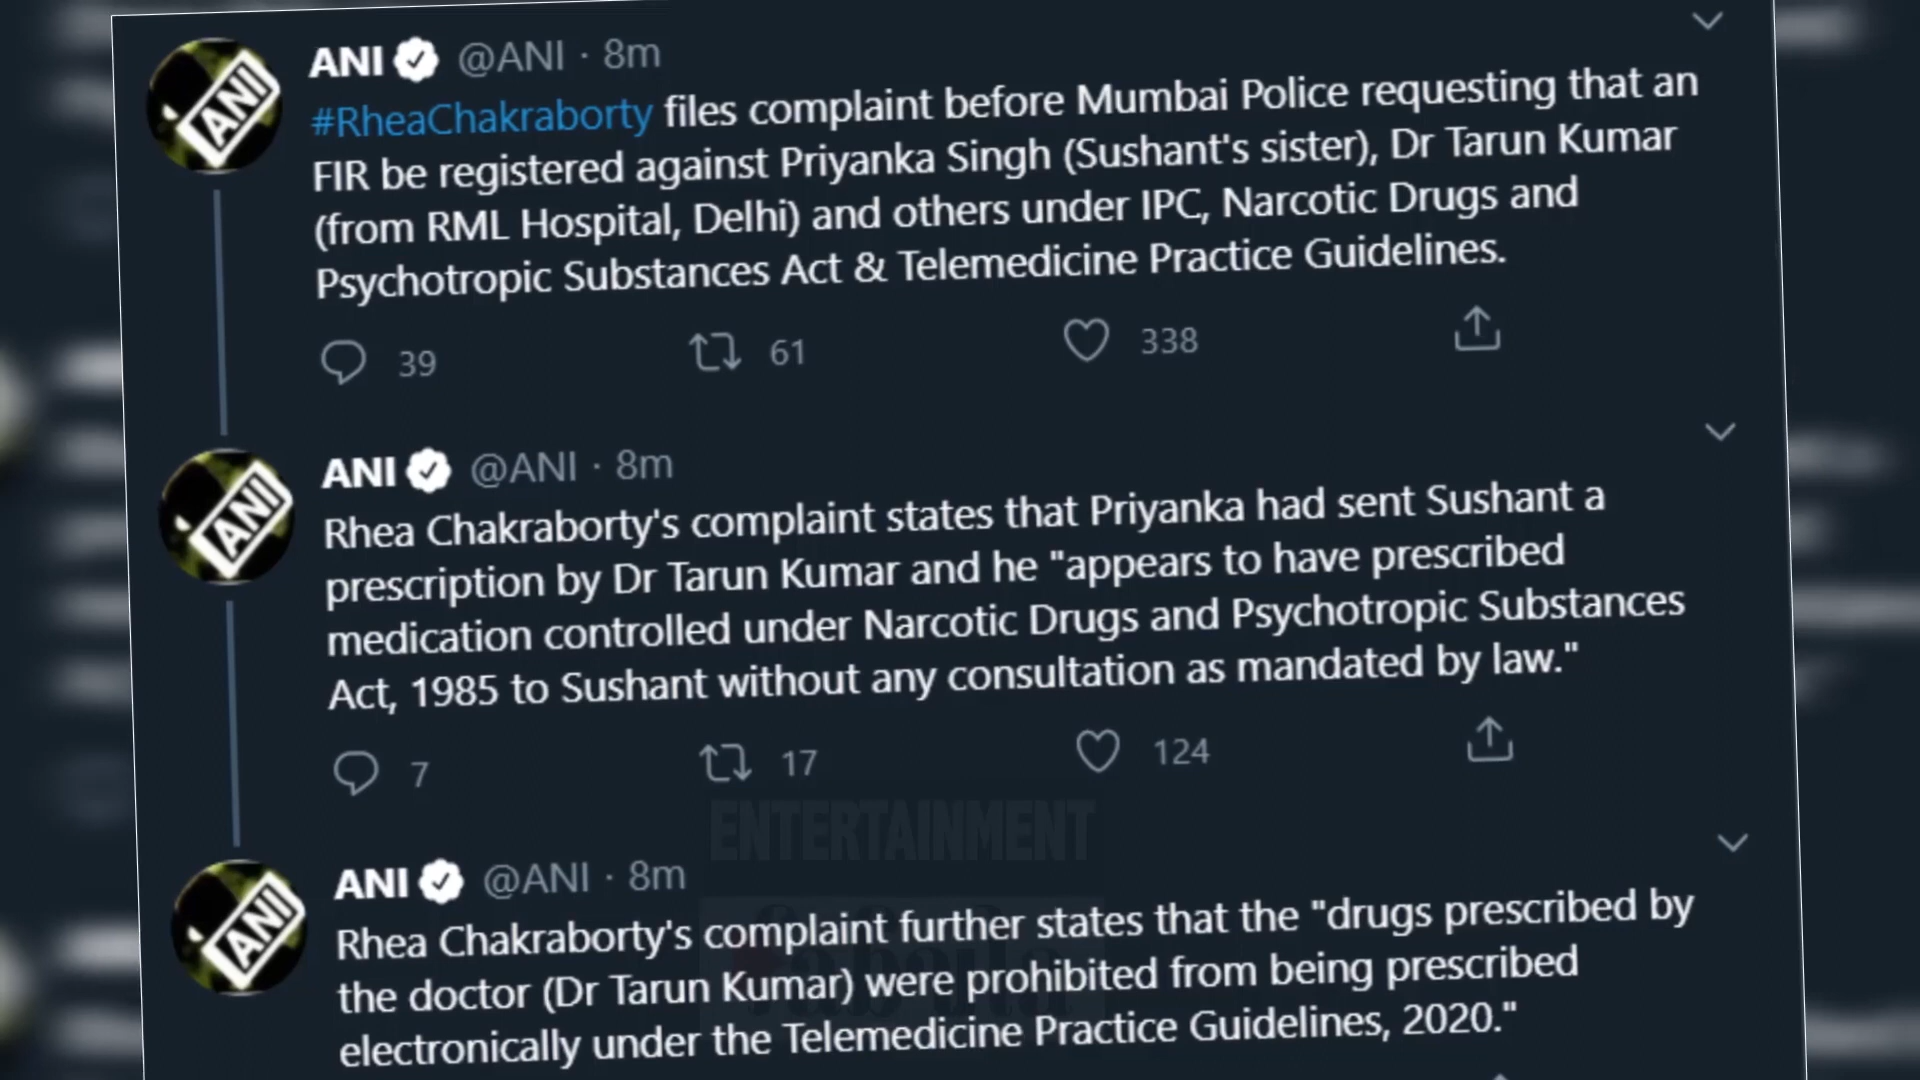 ANI @ANI · 8m
#RheaChakraborty files complaint before Mumbai Police requesting that an
FIR be registered against Priyanka Singh (Sushant's sister), Dr Tarun Kumar
(from RML Hospital, Delhi) and others under IPC, Narcotic Drugs and
Psychotropic Substances Act & Telemedicine Practice Guidelines.
39 61 338
ANI @ANI · 8m
Rhea Chakraborty's complaint states that Priyanka had sent Sushant a
prescription by Dr Tarun Kumar and he "appears to have prescribed
medication controlled under Narcotic Drugs and Psychotropic Substances
Act, 1985 to Sushant without any consultation as mandated by law."
7 17 124
ENTERTAINMENT
ANI @ANI · 8m
Rhea Chakraborty's complaint further states that the "drugs prescribed by
the doctor (Dr Tarun Kumar) were prohibited from being prescribed
electronically under the Telemedicine Practice Guidelines, 2020."
ANI
ANI
ANI